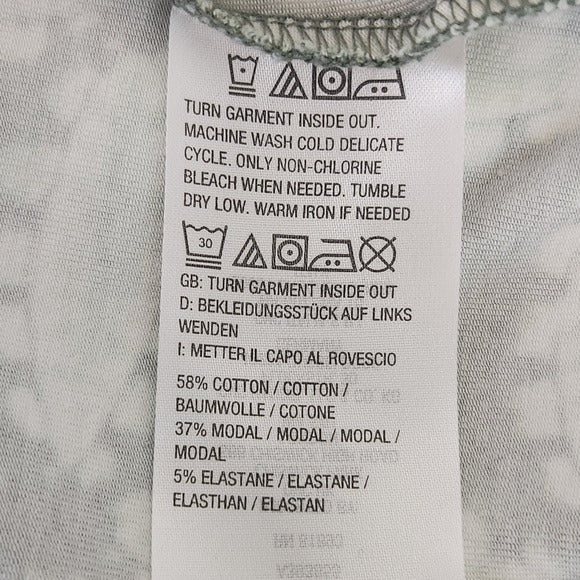 TURN GARMENT INSIDE OUT.
MACHINE WASH COLD DELICATE
CYCLE. ONLY NON-CHLORINE
BLEACH WHEN NEEDED. TUMBLE
DRY LOW. WARM IRON IF NEEDED
30
GB: TURN GARMENT INSIDE OUT
D: BEKLEIDUNGSSTÜCK AUF LINKS
WENDEN
I: METTER IL CAPO AL ROVESCIO
58% COTTON / COTTON /
BAUMWOLLE / COTONE
37% MODAL / MODAL / MODAL /
MODAL
5% ELASTANE / ELASTANE /
ELASTHAN / ELASTAN